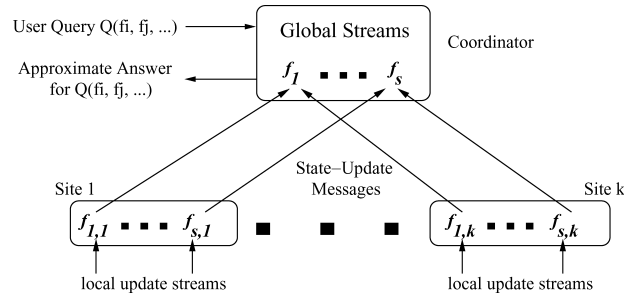 User Query Q(fi, fj, ...)
Global Streams
Coordinator
Approximate Answer
for Q(fi, fj, ...)
f1 fs
State–Update
Messages
Site 1
Site k
f1,1 fs,1
f1,k fs,k
local update streams
local update streams